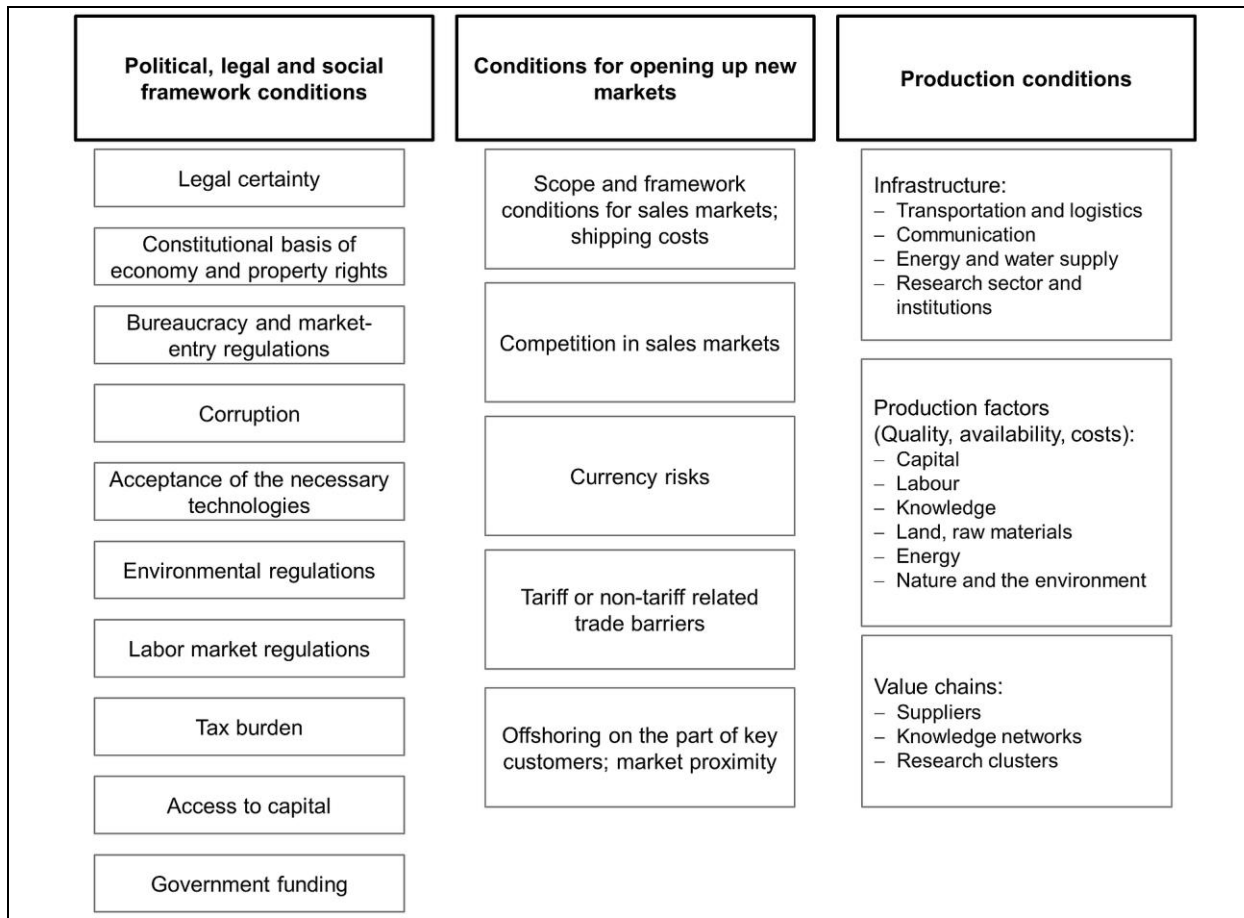 Political, legal and social
framework conditions
Legal certainty
Constitutional basis of
economy and property rights
Bureaucracy and market-
entry regulations
Corruption
Acceptance of the necessary
technologies
Environmental regulations
Labor market regulations
Tax burden
Access to capital
Government funding
Conditions for opening up new
markets
Scope and framework
conditions for sales markets;
shipping costs
Competition in sales markets
Currency risks
Tariff or non-tariff related
trade barriers
Offshoring on the part of key
customers; market proximity
Production conditions
Infrastructure:
– Transportation and logistics
– Communication
– Energy and water supply
– Research sector and
institutions
Production factors
(Quality, availability, costs):
– Capital
– Labour
– Knowledge
– Land, raw materials
– Energy
– Nature and the environment
Value chains:
– Suppliers
– Knowledge networks
– Research clusters